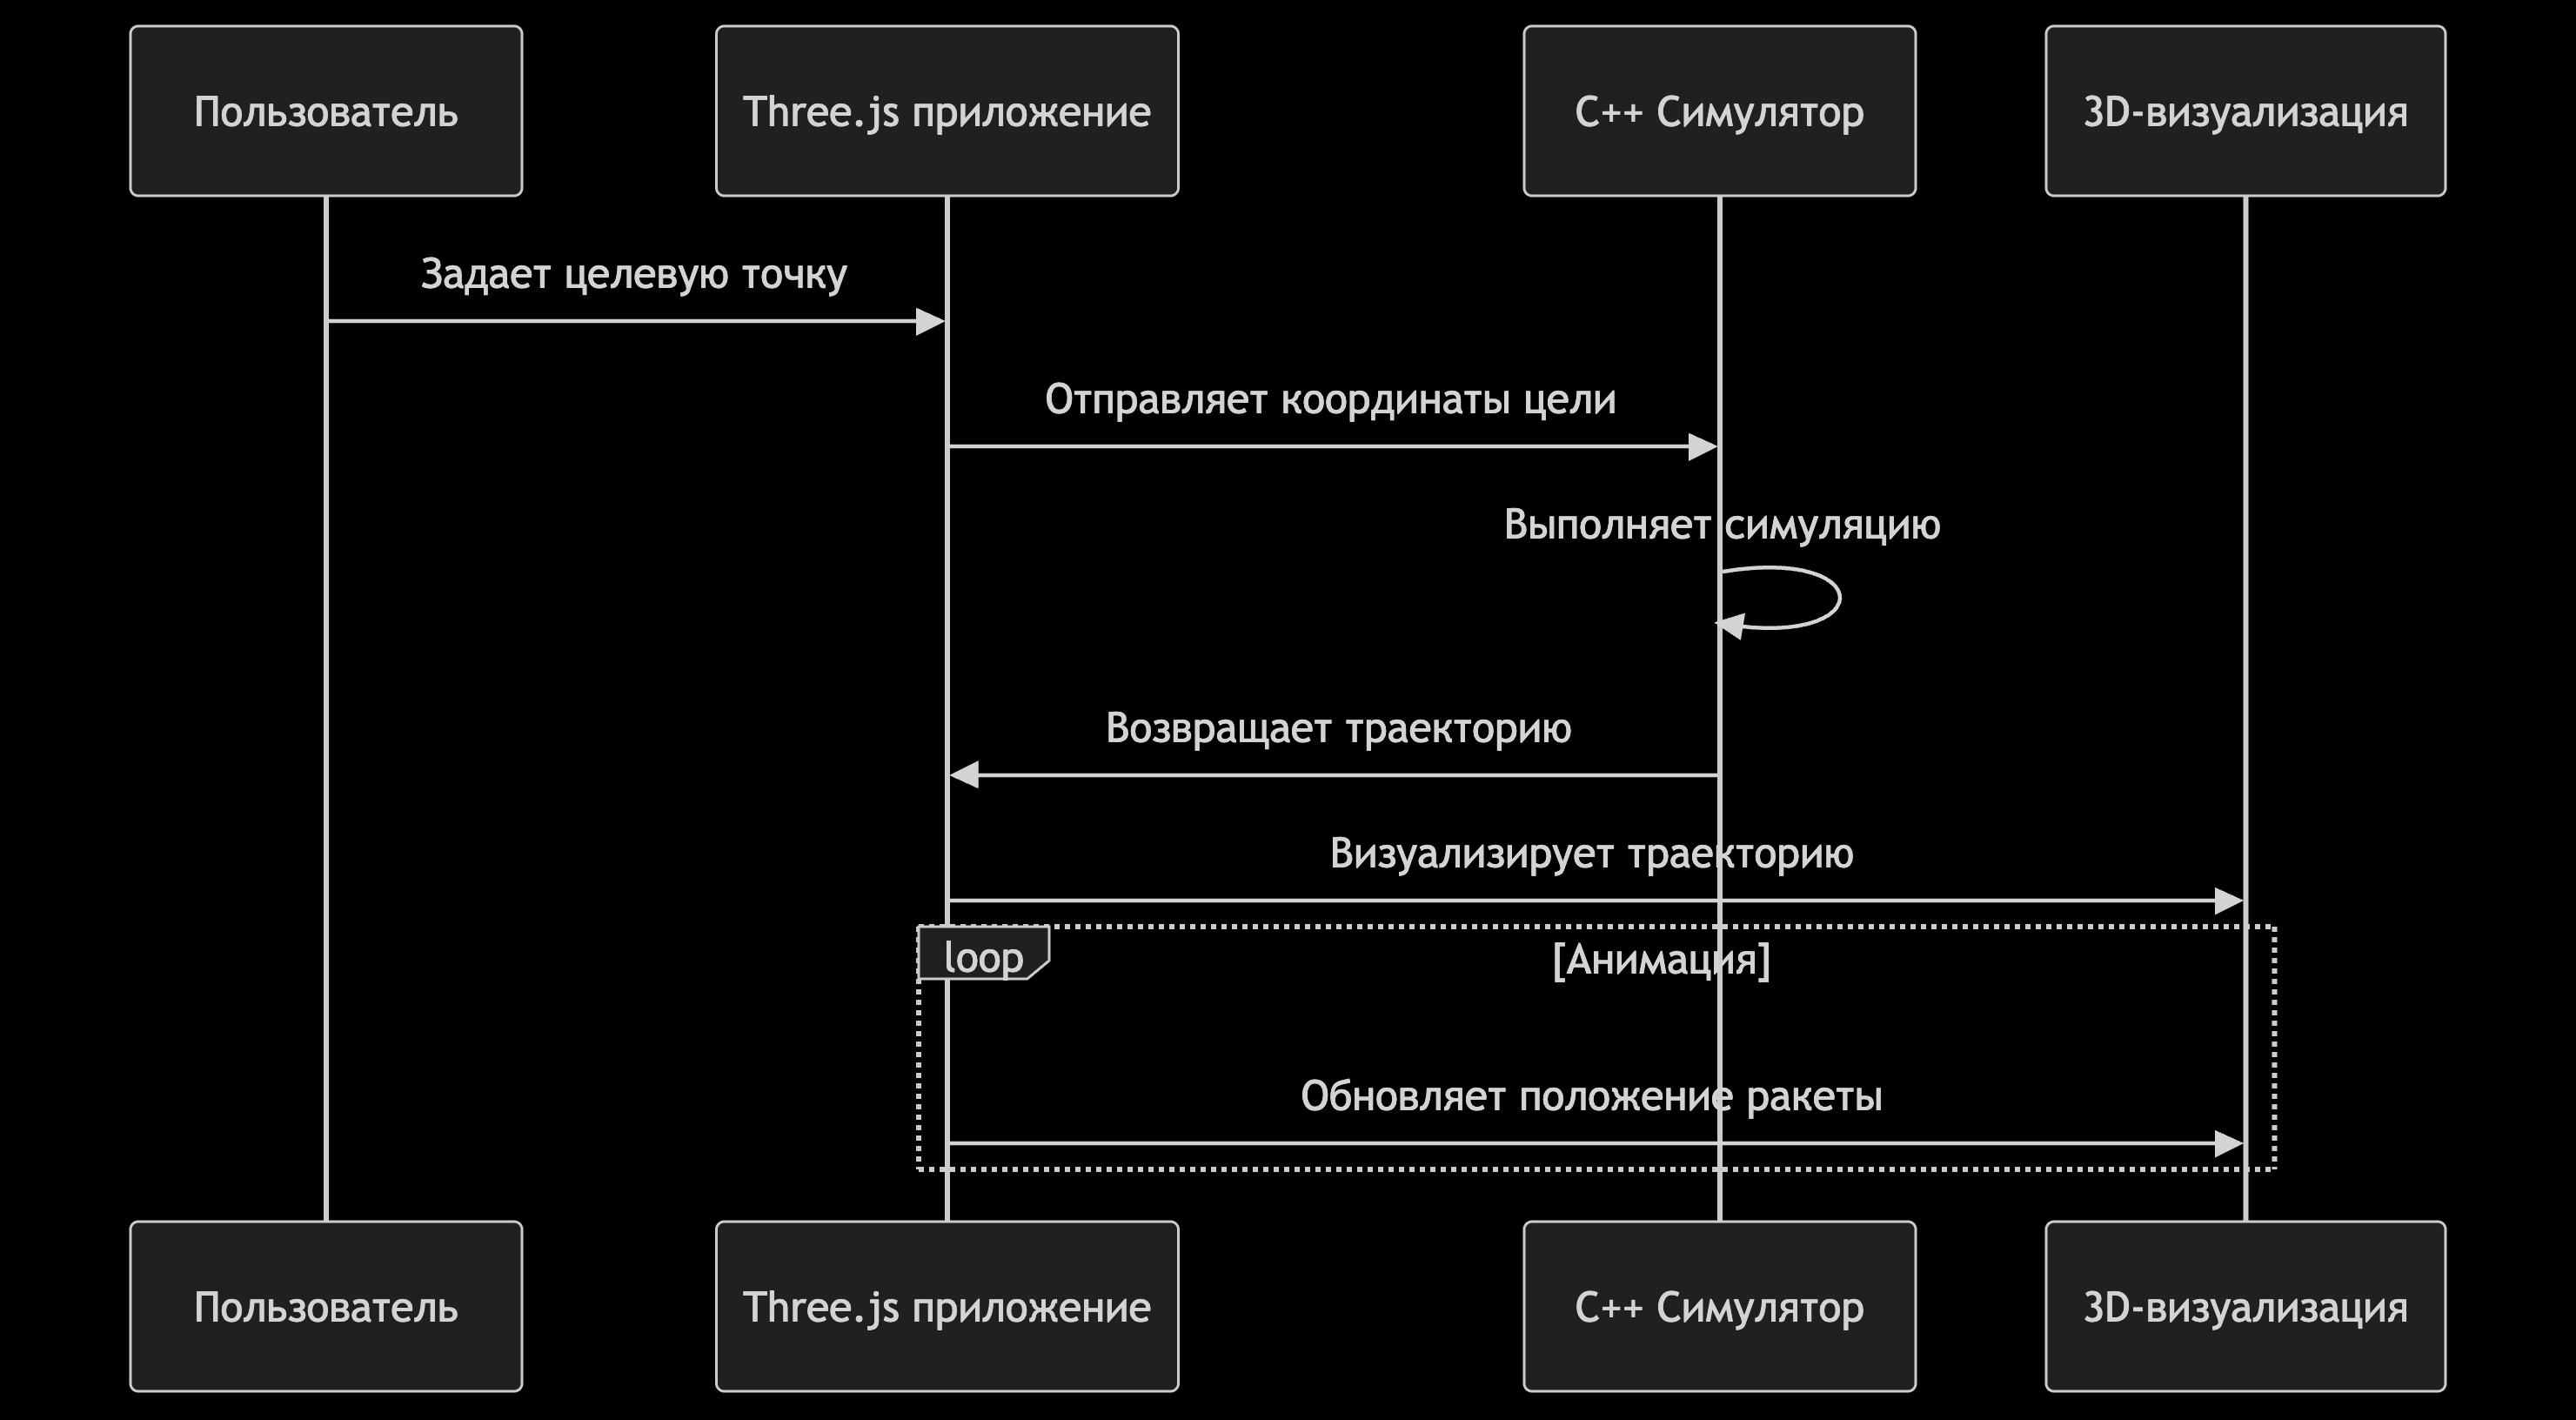 Пользователь
Three.js приложение
C++ Симулятор
3D-визуализация
Задает целевую точку
Отправляет координаты цели
Выполняет симуляцию
Возвращает траекторию
Визуализирует траекторию
loop
[Анимация]
Обновляет положение ракеты
Пользователь
Three.js приложение
C++ Симулятор
3D-визуализация